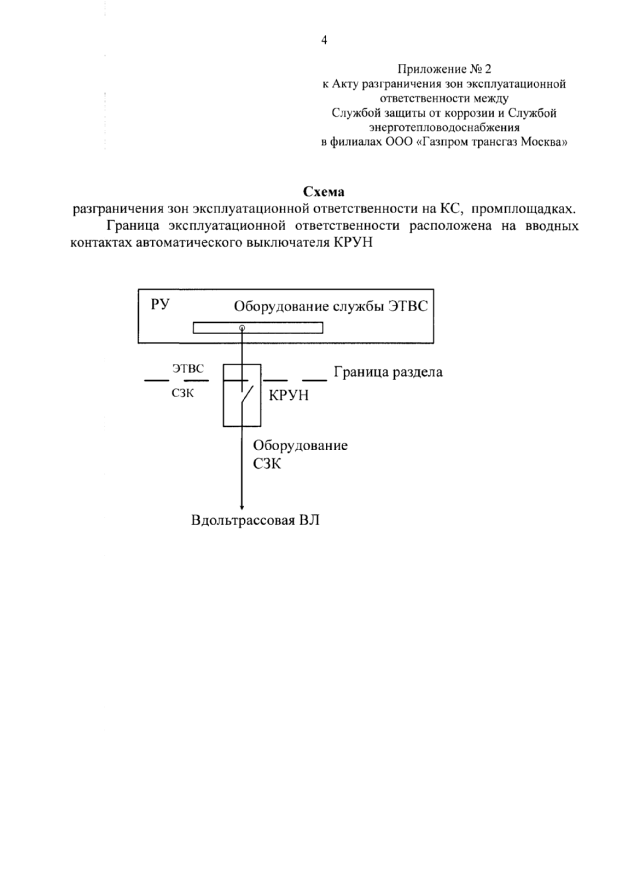 4
Приложение № 2
к Акту разграничения зон эксплуатационной
ответственности между
Службой защиты от коррозии и Службой
энерготепловодоснабжения
в филиалах ООО «Газпром трансгаз Москва»
Схема
разграничения зон эксплуатационной ответственности на КС, промплощадках.
Граница эксплуатационной ответственности расположена на вводных
контактах автоматического выключателя КРУН
РУ
Оборудование службы ЭТВС
ЭТВС
Граница раздела
СЗК
КРУН
Оборудование
СЗК
Вдольтрассовая ВЛ